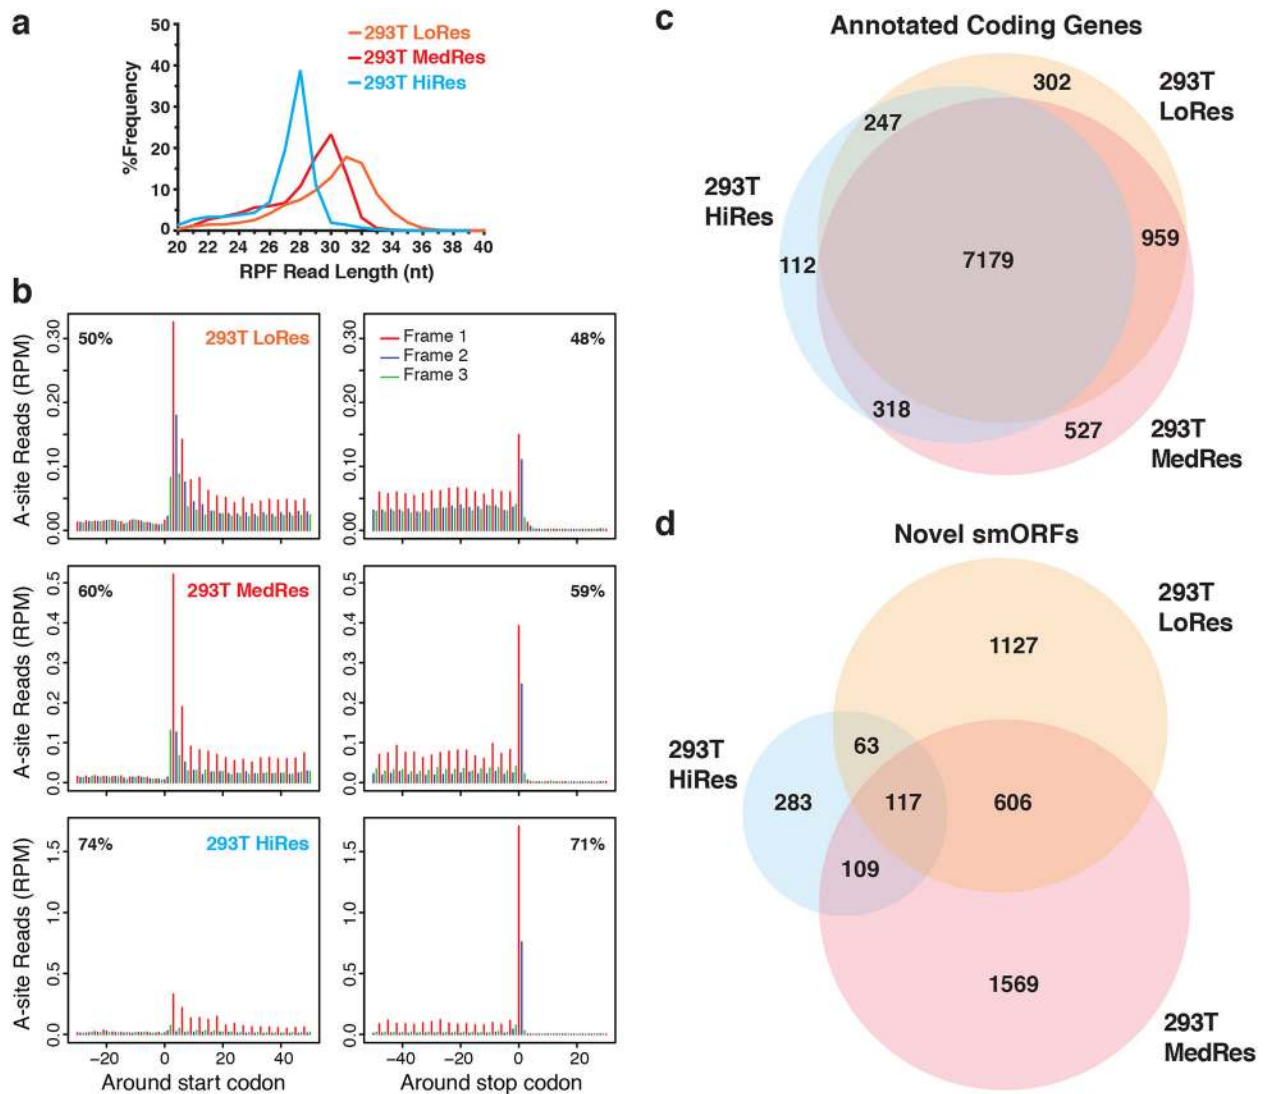 a
50
40
30
20
10
0
%Frequency
293T LoRes
293T MedRes
293T HiRes
20 22 24 26 28 30 32 34 36 38 40
RPF Read Length (nt)
b
A-site Reads (RPM)
0.30
0.20
0.10
0.00
50%
293T LoRes
0.30
0.20
0.10
0.00
Frame 1
Frame 2
Frame 3
48%
A-site Reads (RPM)
0.5
0.4
0.3
0.2
0.1
0.0
60%
293T MedRes
0.5
0.4
0.3
0.2
0.1
0.0
59%
A-site Reads (RPM)
1.5
1.0
0.5
0.0
74%
293T HiRes
1.5
1.0
0.5
0.0
71%
−20 0 20 40
Around start codon
−40 −20 0 20
Around stop codon
c
Annotated Coding Genes
302
293T
LoRes
247
293T
HiRes
959
7179
112
318
527
293T
MedRes
d
Novel smORFs
293T
LoRes
1127
293T
HiRes
63
283
117
606
109
1569
293T
MedRes